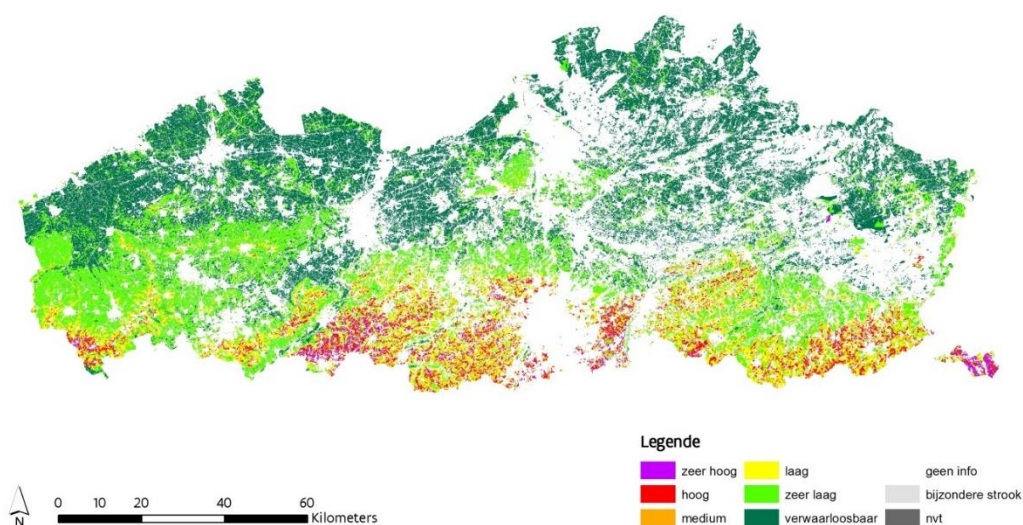 Legende
zeer hoog laag geen info
hoog zeer laag bijzondere strook
medium verwaarloosbaar nvt
N
0 10 20 40 60 Kilometers